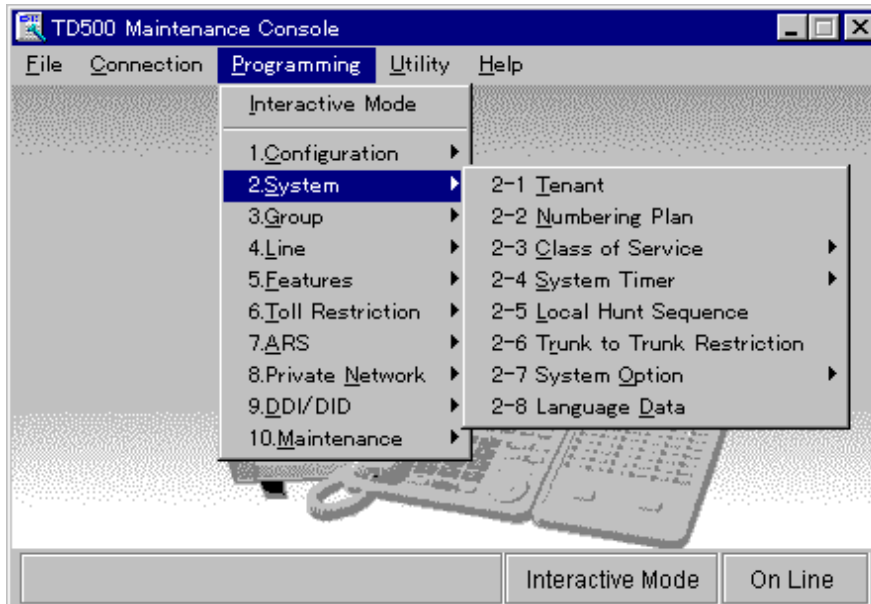 TD500 Maintenance Console
File Connection Programming Utility Help
Interactive Mode
1.Configuration
2.System
3.Group
4.Line
5.Features
6.Toll Restriction
7.ARS
8.Private Network
9.DDI/DID
10.Maintenance
2-1 Tenant
2-2 Numbering Plan
2-3 Class of Service
2-4 System Timer
2-5 Local Hunt Sequence
2-6 Trunk to Trunk Restriction
2-7 System Option
2-8 Language Data
Interactive Mode
On Line